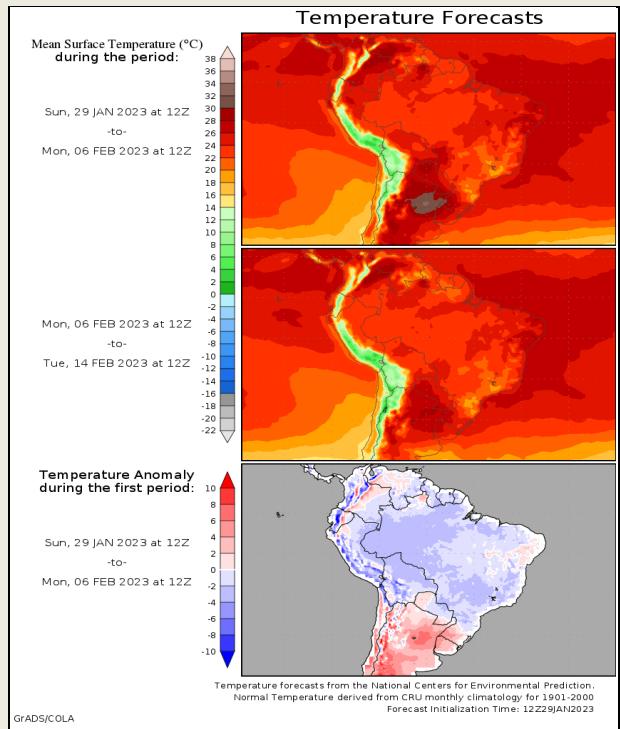 Temperature Forecasts
Mean Surface Temperature (°C)
during the period:
Sun, 29 JAN 2023 at 12Z
-to-
Mon, 06 FEB 2023 at 12Z
38
36
34
32
30
28
26
24
22
20
18
16
14
12
10
8
6
4
2
0
-2
-4
-6
-8
-10
-12
-14
-16
-18
-20
-22
Mon, 06 FEB 2023 at 12Z
-to-
Tue, 14 FEB 2023 at 12Z
Temperature Anomaly
during the first period:
Sun, 29 JAN 2023 at 12Z
-to-
Mon, 06 FEB 2023 at 12Z
10
8
6
4
2
0
-2
-4
-6
-8
-10
Temperature forecasts from the National Centers for Environmental Prediction.
Normal Temperature derived from CRU monthly climatology for 1901-2000
Forecast Initialization Time: 12Z29JAN2023
GrADS/COLA